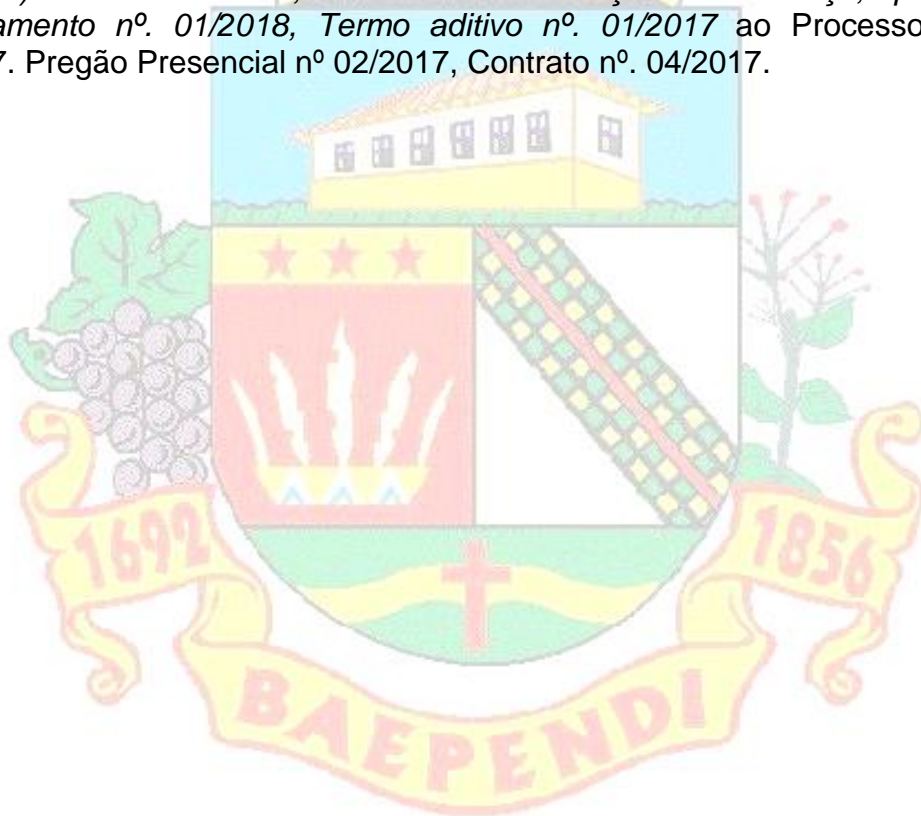 amento nº. 01/2018, Termo aditivo nº. 01/2017 ao Processo
7. Pregão Presencial nº 02/2017, Contrato nº. 04/2017.
1692
1856
BAEPENDI